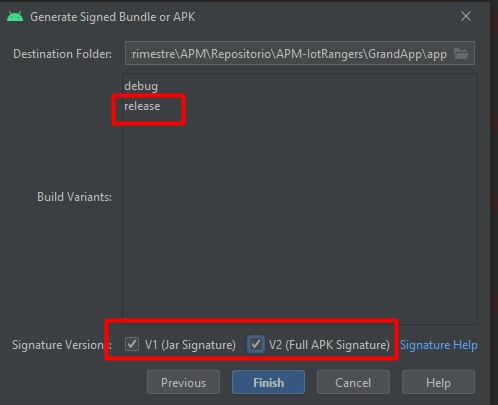 Generate Signed Bundle or APK
Destination Folder: :rimestre\APM\Repositorio\APM-IotRangers\GrandApp\app
debug
release
Build Variants:
Signature Versions: V1 (Jar Signature) V2 (Full APK Signature) Signature Help
Previous Finish Cancel Help